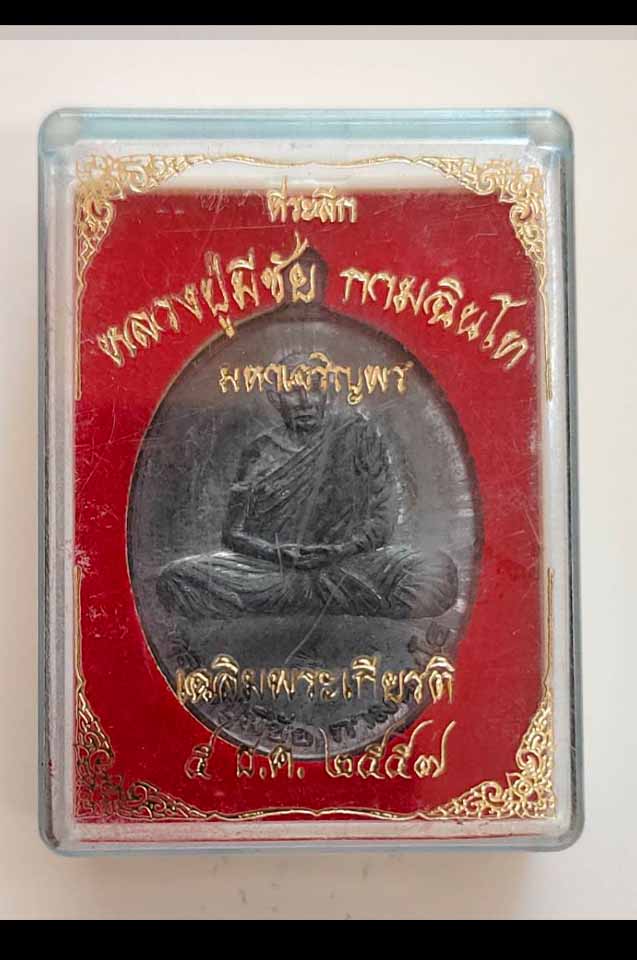 ที่ระลึก
หลวงปู่มีชัย กามฉินโท
มหาเจริญพร
เฉลิมพระเกียรติ
๕ ธ.ค. ๒๕๕๗